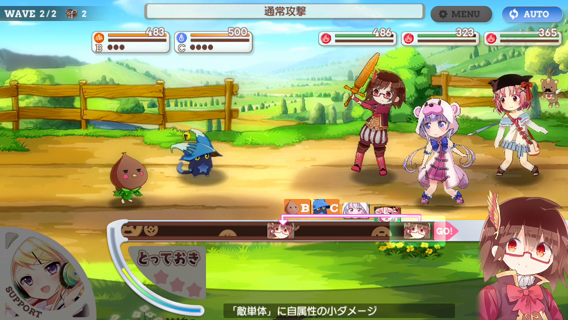 WAVE 2/2 2
通常攻撃
MENU
AUTO
483
B
500
C
486
323
365
B
C
GO!
とっておき
SUPPORT
「敵単体」に自属性の小ダメージ